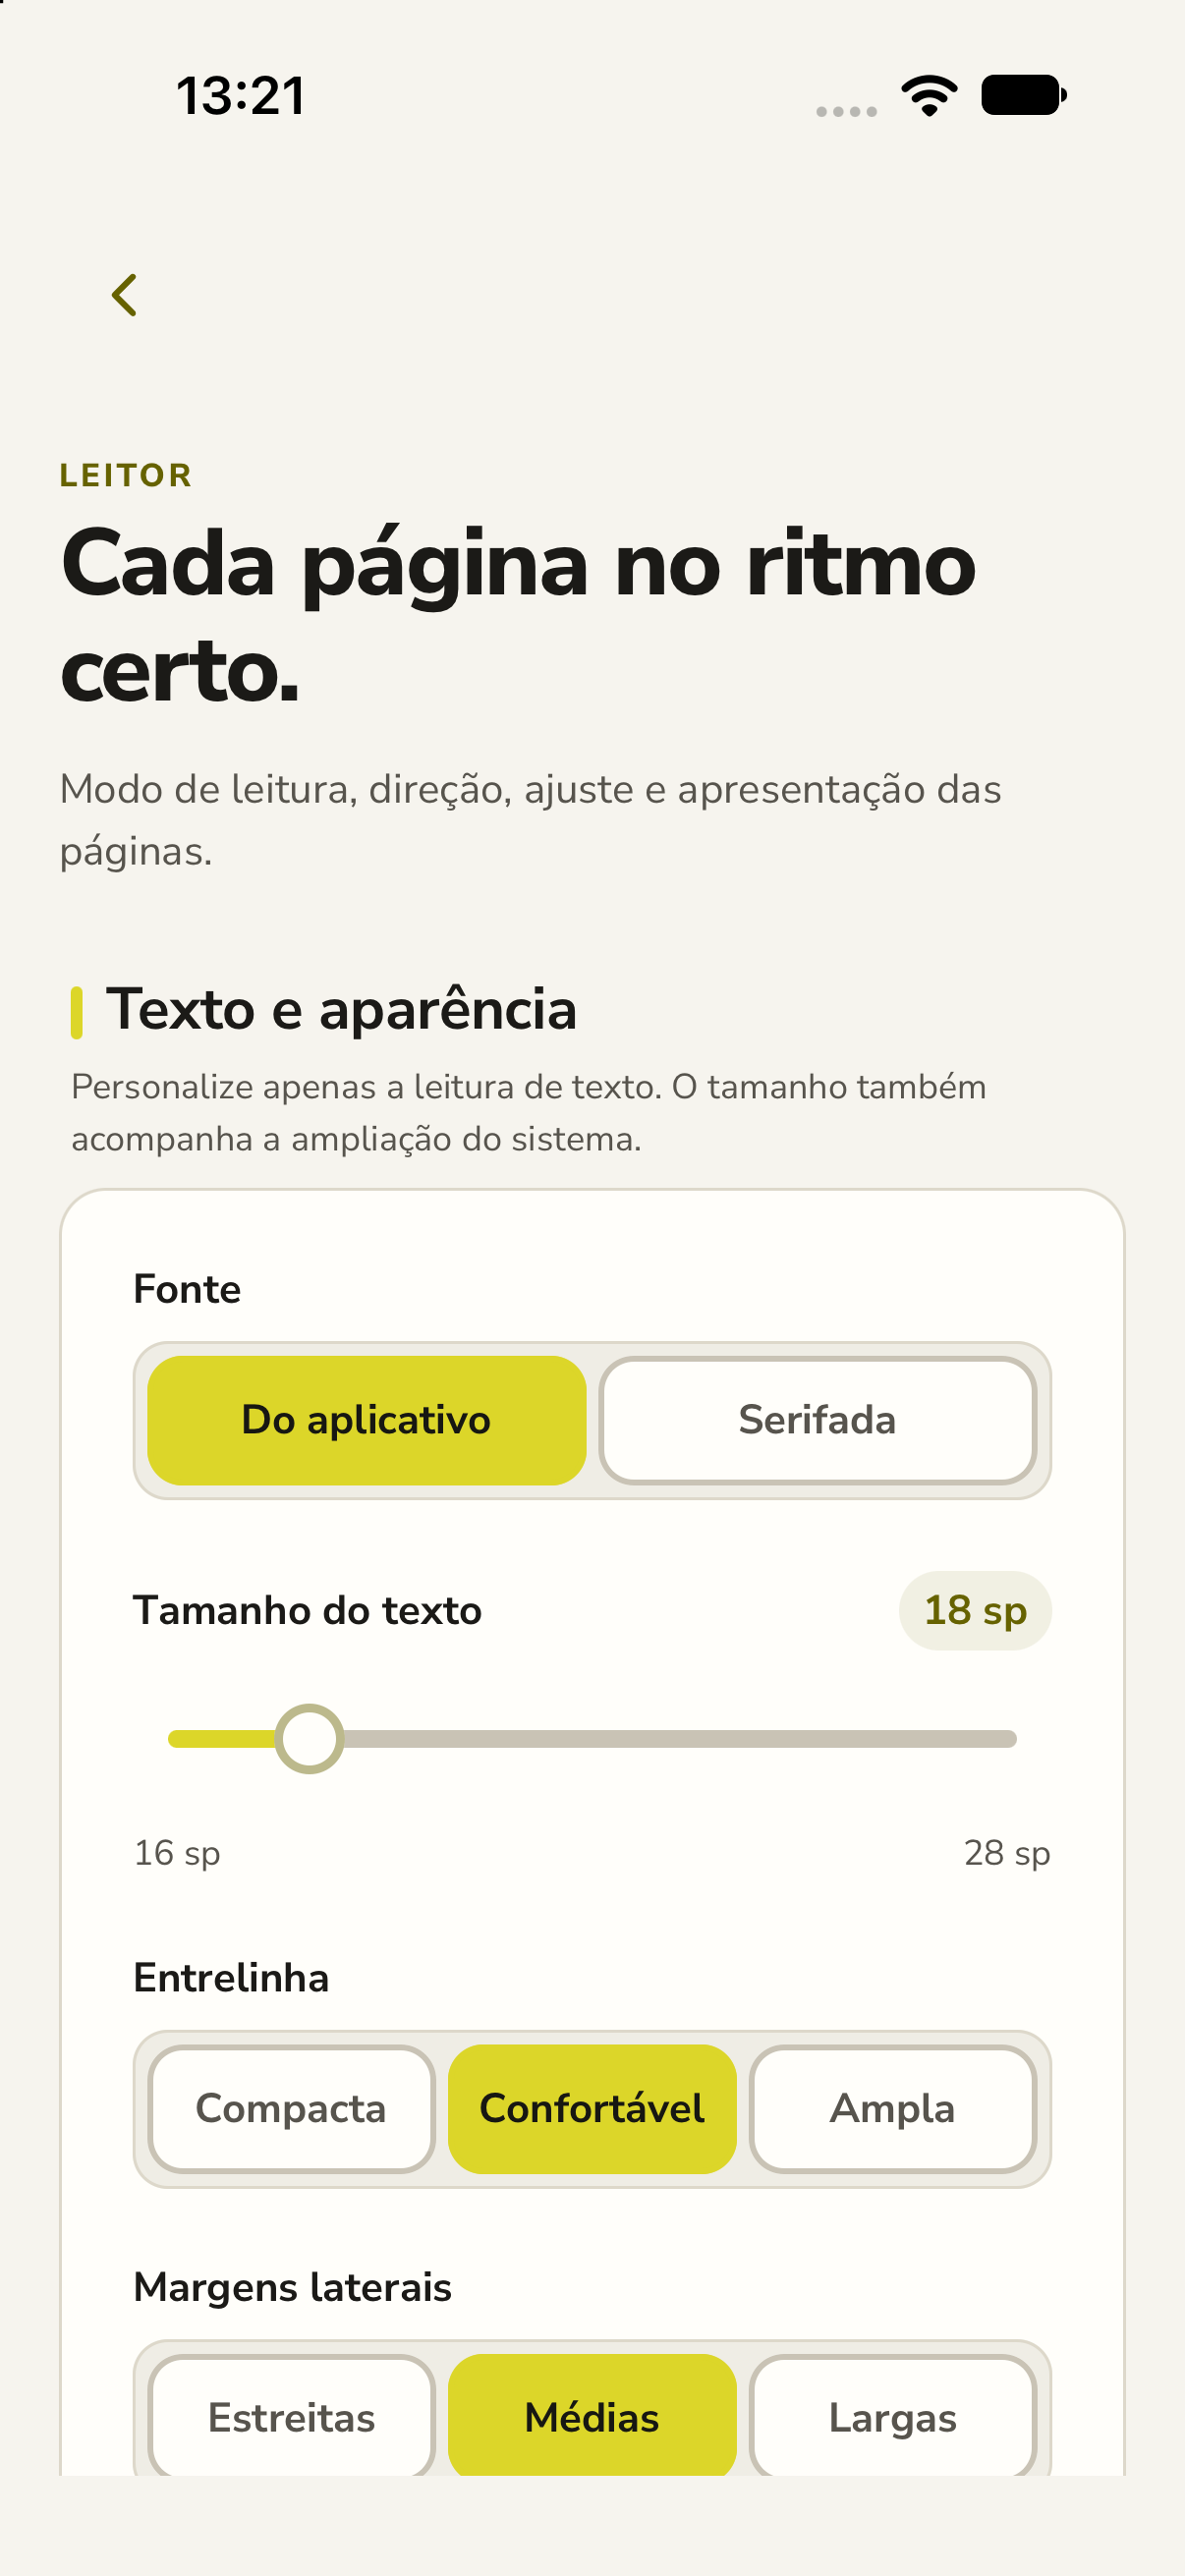 13:21
LEITOR
Cada página no ritmo
certo.
Modo de leitura, direção, ajuste e apresentação das
páginas.
Texto e aparência
Personalize apenas a leitura de texto. O tamanho também
acompanha a ampliação do sistema.
Fonte
Do aplicativo
Serifada
Tamanho do texto
18 sp
16 sp
28 sp
Entrelinha
Compacta
Confortável
Ampla
Margens laterais
Estreitas
Médias
Largas